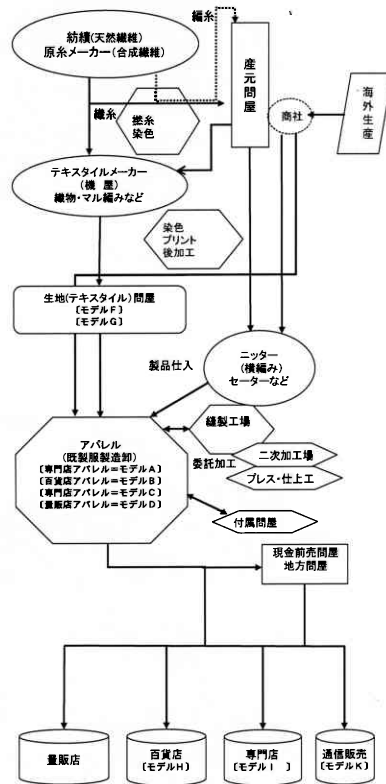 編糸
紡績(天然繊維)
原糸メーカー(合成繊維)
産元問屋
海外生産
商社
織糸
撚糸
染色
テキスタイルメーカー
(機 屋)
織物・マル編みなど
染色
プリント
後加工
生地(テキスタイル)問屋
〔モデルF〕
〔モデルG〕
製品仕入
ニッター
(横編み)
セーターなど
縫製工場
アパレル
(既製服製造卸)
〔専門店アパレル=モデルA〕
〔百貨店アパレル=モデルB〕
〔専門店アパレル=モデルC〕
〔量販店アパレル=モデルD〕
委託加工
二次加工場
プレス・仕上工
付属問屋
現金前売問屋
地方問屋
量販店
百貨店
〔モデルH〕
専門店
〔モデルI 〕
通信販売
〔モデルK〕